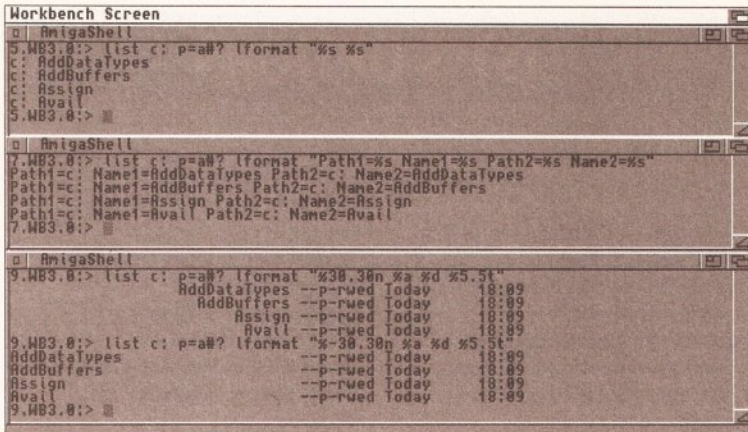 Workbench Screen
AmigaShell
5.WB3.0:> list c: p=a#? lformat "%s %s"
c: AddDataTypes
c: AddBuffers
c: Assign
c: Avail
5.WB3.0:>
AmigaShell
7.WB3.0:> list c: p=a#? lformat "Path1=%s Name1=%s Path2=%s Name2=%s"
Path1=c: Name1=AddDataTypes Path2=c: Name2=AddDataTypes
Path1=c: Name1=AddBuffers Path2=c: Name2=AddBuffers
Path1=c: Name1=Assign Path2=c: Name2=Assign
Path1=c: Name1=Avail Path2=c: Name2=Avail
7.WB3.0:>
AmigaShell
9.WB3.0:> list c: p=a#? lformat "%30.30n %a %d %5.5t"
AddDataTypes --p-rwed Today 18:09
AddBuffers --p-rwed Today 18:09
Assign --p-rwed Today 18:09
Avail --p-rwed Today 18:09
9.WB3.0:> list c: p=a#? lformat "%-30.30n %a %d %5.5t"
AddDataTypes --p-rwed Today 18:09
AddBuffers --p-rwed Today 18:09
Assign --p-rwed Today 18:09
Avail --p-rwed Today 18:09
9.WB3.0:>